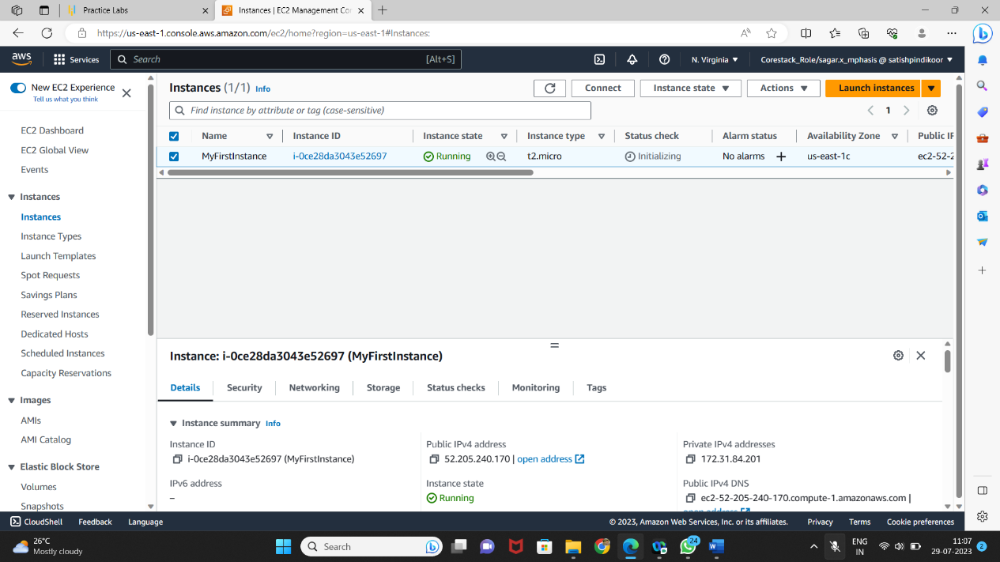 Practice Labs
Instances | EC2 Management Cor
https://us-east-1.console.aws.amazon.com/ec2/home?region=us-east-1#Instances:
aws
Services
Search
[Alt+S]
N. Virginia
Corestack_Role/sagar.x_mphasis @ satishpindikoor
New EC2 Experience
Tell us what you think
EC2 Dashboard
EC2 Global View
Events
Instances
Instances
Instance Types
Launch Templates
Spot Requests
Savings Plans
Reserved Instances
Dedicated Hosts
Scheduled Instances
Capacity Reservations
Images
AMIs
AMI Catalog
Elastic Block Store
Volumes
Snapshots
Instances (1/1) Info
Connect
Instance state
Actions
Launch instances
Find instance by attribute or tag (case-sensitive)
1
Name Instance ID Instance state Instance type Status check Alarm status Availability Zone Public IP
MyFirstInstance i-0ce28da3043e52697 Running t2.micro Initializing No alarms us-east-1c ec2-52-2
Instance: i-0ce28da3043e52697 (MyFirstInstance)
Details Security Networking Storage Status checks Monitoring Tags
Instance summary Info
Instance ID
i-0ce28da3043e52697 (MyFirstInstance)
Public IPv4 address
52.205.240.170 | open address
Private IPv4 addresses
172.31.84.201
IPv6 address
–
Instance state
Running
Public IPv4 DNS
ec2-52-205-240-170.compute-1.amazonaws.com |
open address
CloudShell Feedback Language
© 2023, Amazon Web Services, Inc. or its affiliates. Privacy Terms Cookie preferences
26°C
Mostly cloudy
Search
24
ENG
IN
11:07
29-07-2023
2